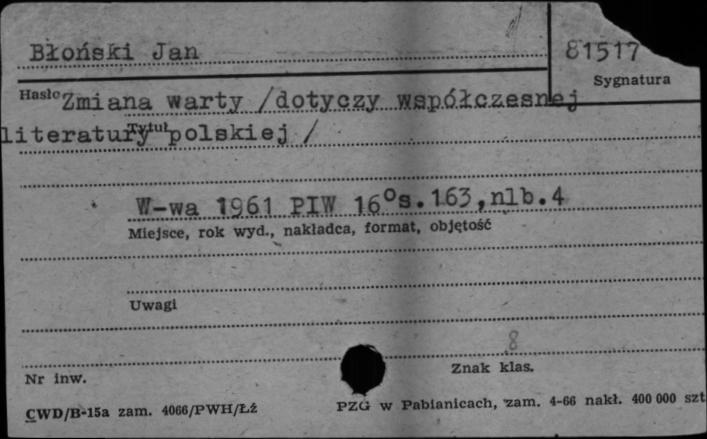 Błoński Jan
81517
Sygnatura
Hasło Zmiana warty /dotyczy współczesnej
literatury polskiej /
Tytuł
W-wa 1961 PIW 16°s.163,nlb.4
Miejsce, rok wyd., nakładca, format, objętość
Uwagi
8
Nr inw.
Znak klas.
CWD/B-15a zam. 4066/PWH/Łż
PZG w Pabianicach, zam. 4-66 nakł. 400 000 szt